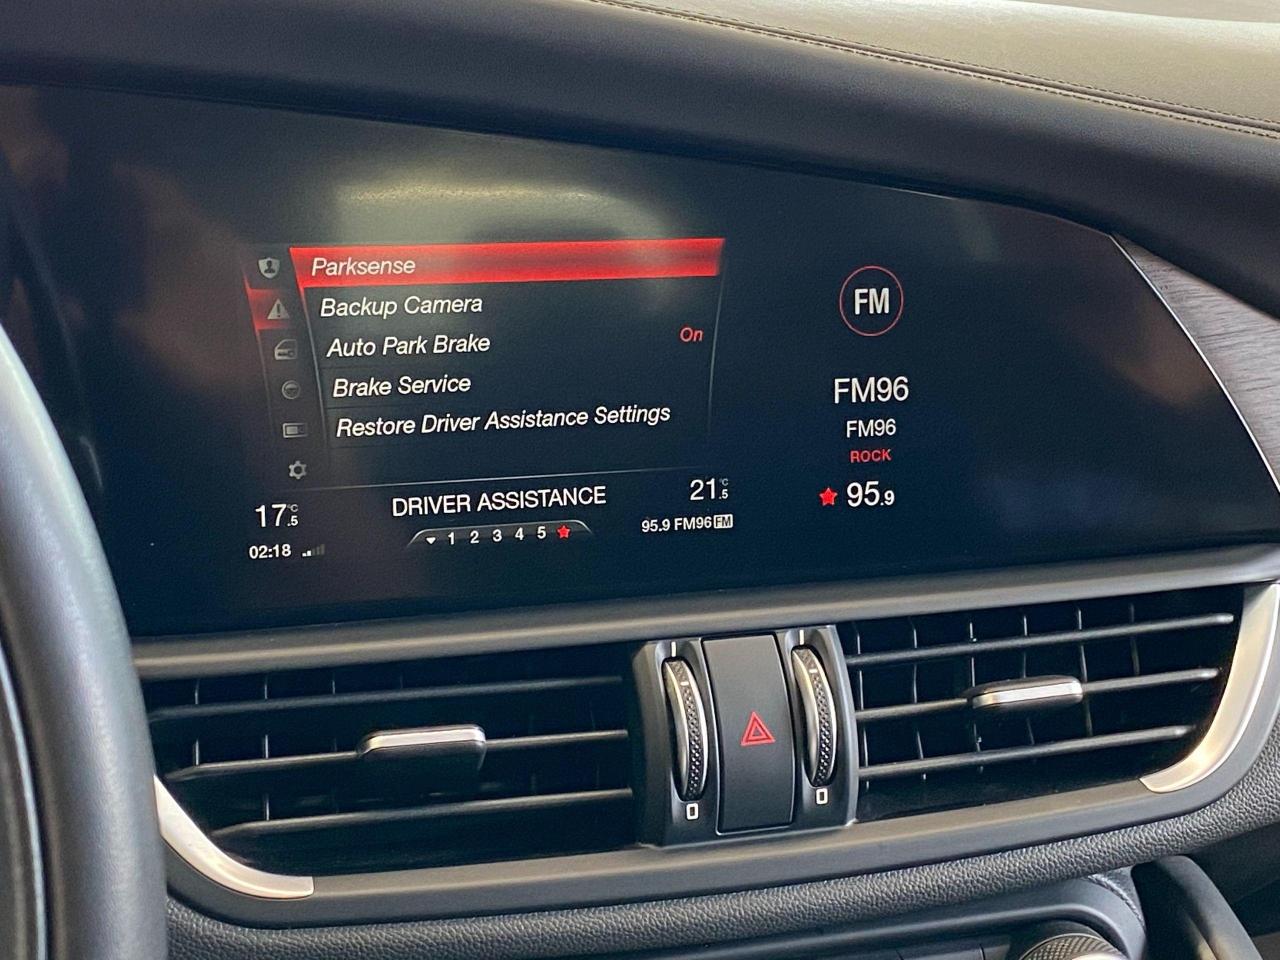 Parksense
Backup Camera
Auto Park Brake On
Brake Service
Restore Driver Assistance Settings
17.5°C
DRIVER ASSISTANCE
21.5°C
02:18
1 2 3 4 5
95.9 FM96 FM
FM
FM96
FM96
ROCK
95.9
0
0